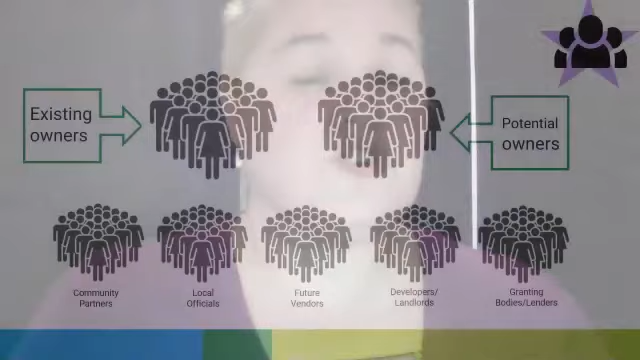 Existing
owners
Potential
owners
Community
Partners
Local
Officials
Future
Vendors
Developers/
Landlords
Granting
Bodies/Lenders